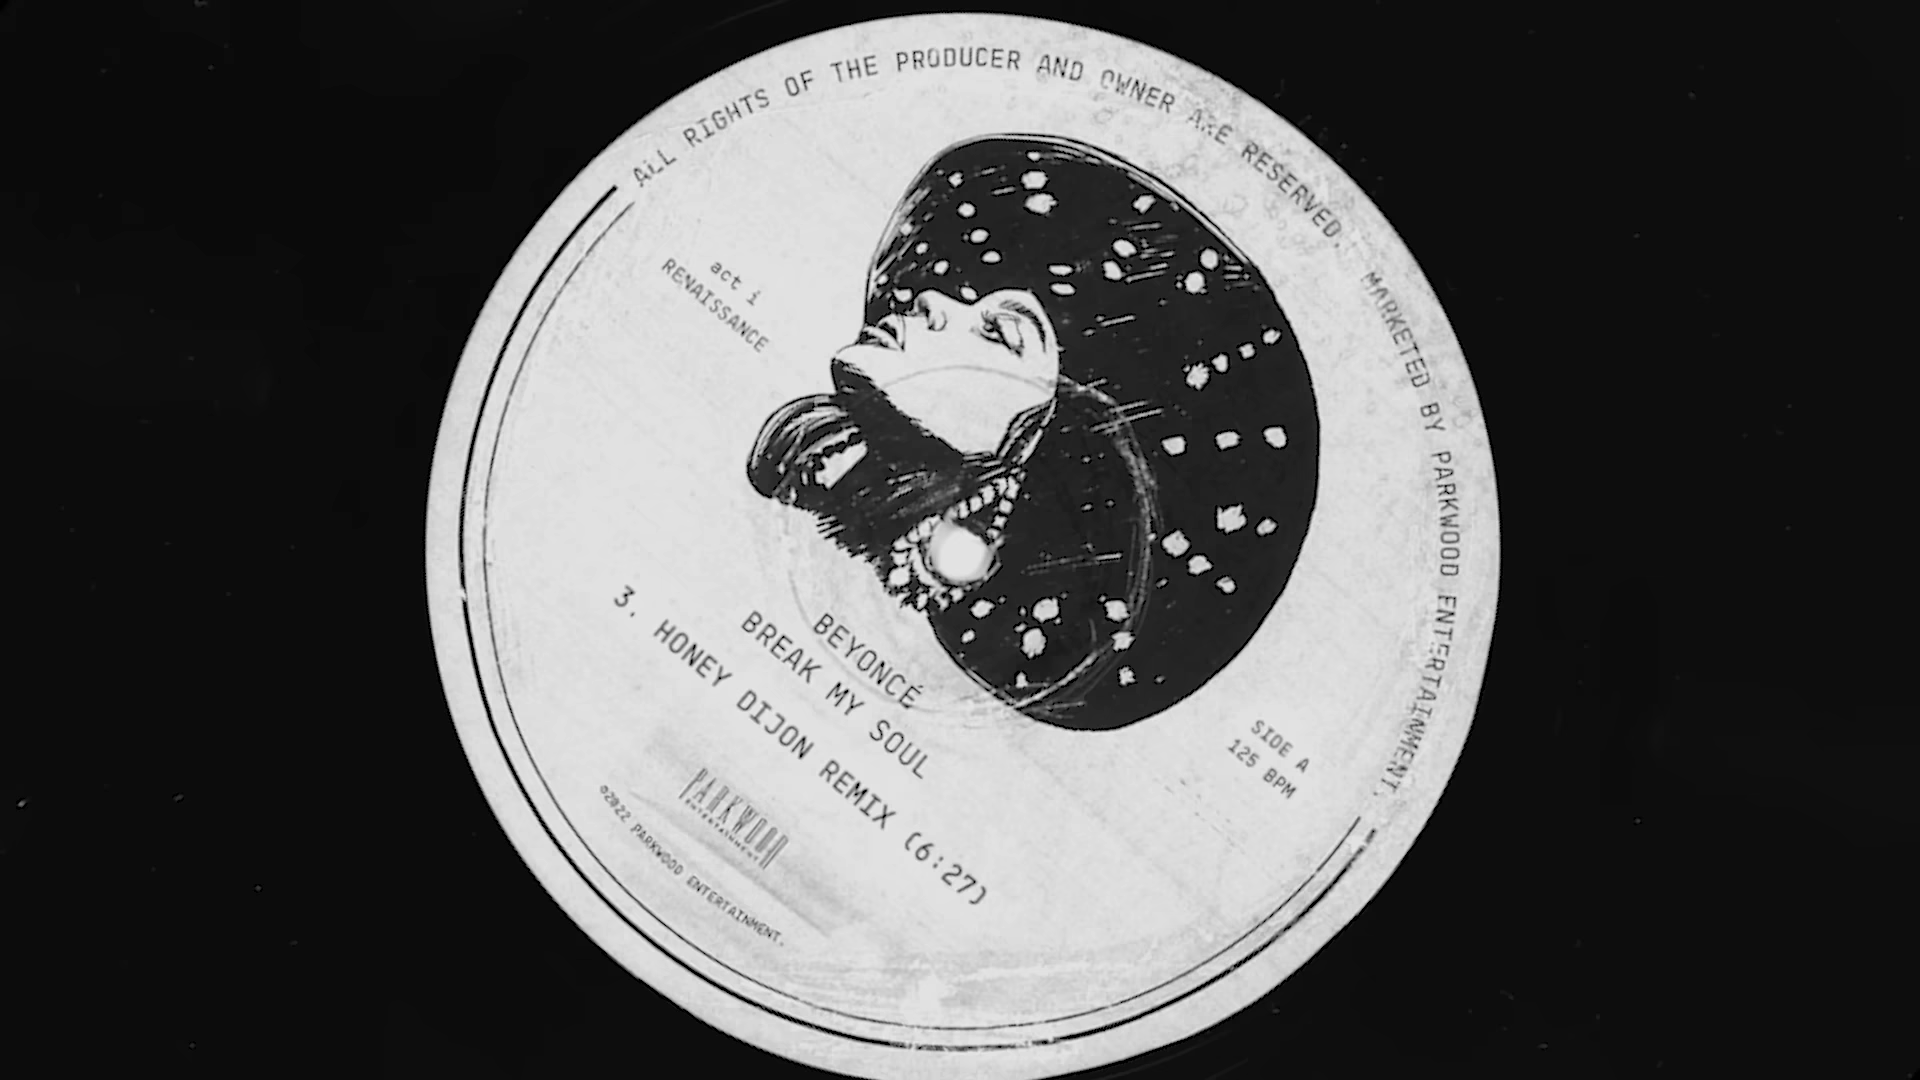 ALL RIGHTS OF THE PRODUCER AND OWNER ARE RESERVED. MARKETED BY PARKWOOD ENTERTAINMENT.
act i
RENAISSANCE
BEYONCÉ
BREAK MY SOUL
3. HONEY DIJON REMIX (6:27)
SIDE A
125 BPM
PARKWOOD
ENTERTAINMENT
©2022 PARKWOOD ENTERTAINMENT.